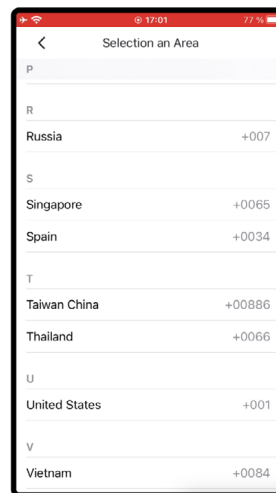 17:01 77 %
Selection an Area
P
R
Russia +007
S
Singapore +0065
Spain +0034
T
Taiwan China +00886
Thailand +0066
U
United States +001
V
Vietnam +0084